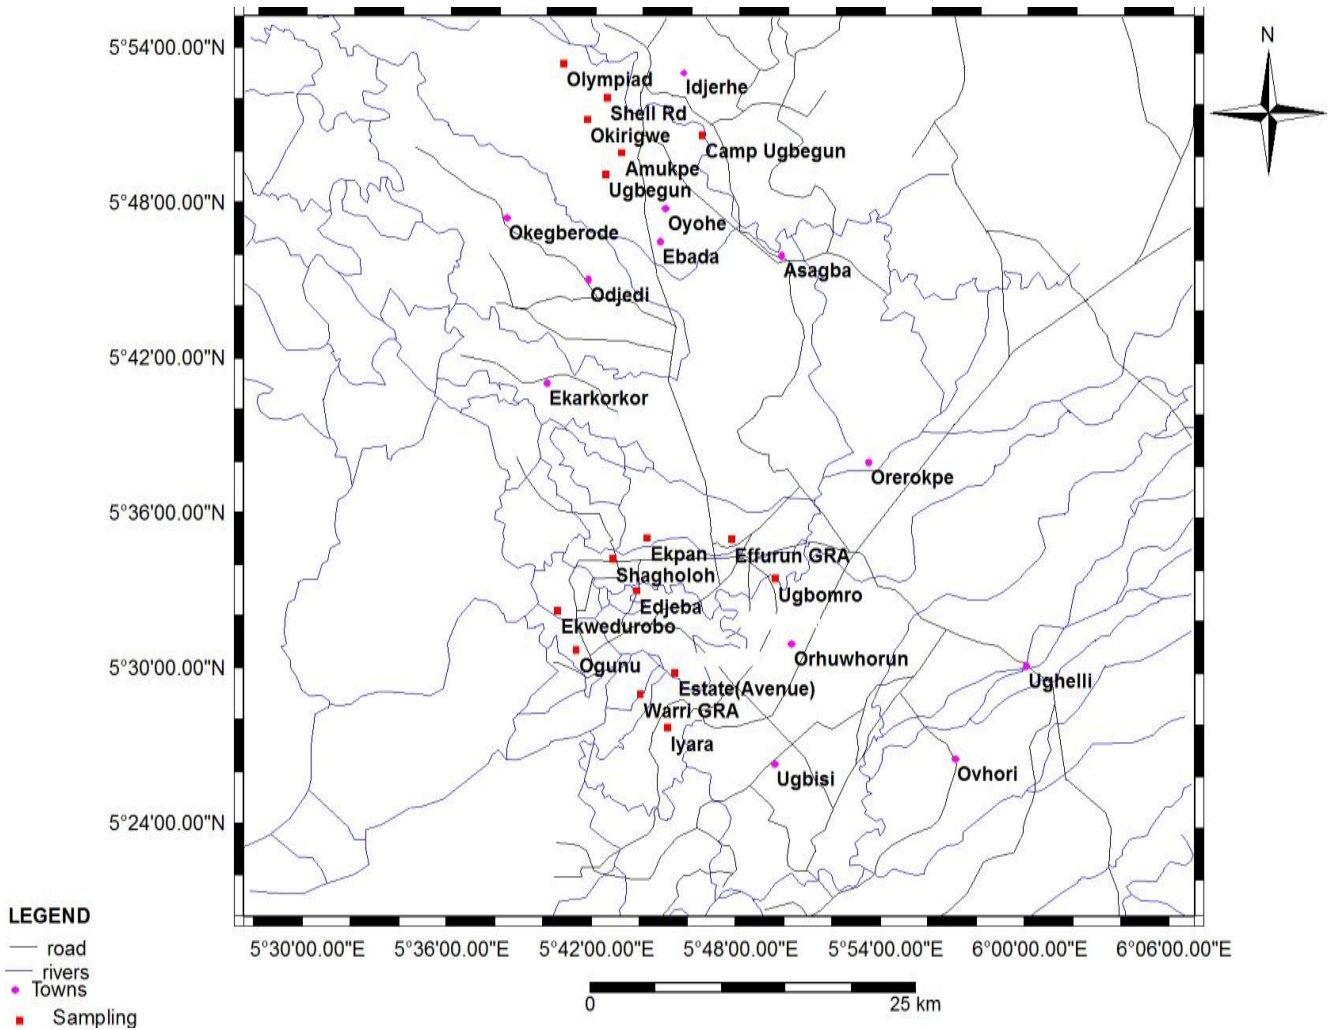 5°54'00.00"N
N
Olympiad
Idjerhe
Shell Rd
Okirigwe
Camp Ugbegun
Amukpe
Ugbegun
5°48'00.00"N
Oyohe
Okegberode
Ebada
Asagba
Odjedi
5°42'00.00"N
Ekarkorkor
Orerokpe
5°36'00.00"N
Ekpan
Effurun GRA
Shagholoh
Ugbomro
Edjeba
Ekwedurobo
Orhuwhorun
5°30'00.00"N
Ogunu
Ughelli
Estate(Avenue)
Warri GRA
Iyara
Ugbisi
Ovhori
5°24'00.00"N
LEGEND
road
rivers
Towns
Sampling
5°30'00.00"E 5°36'00.00"E 5°42'00.00"E 5°48'00.00"E 5°54'00.00"E 6°00'00.00"E 6°06'00.00"E
0 25 km